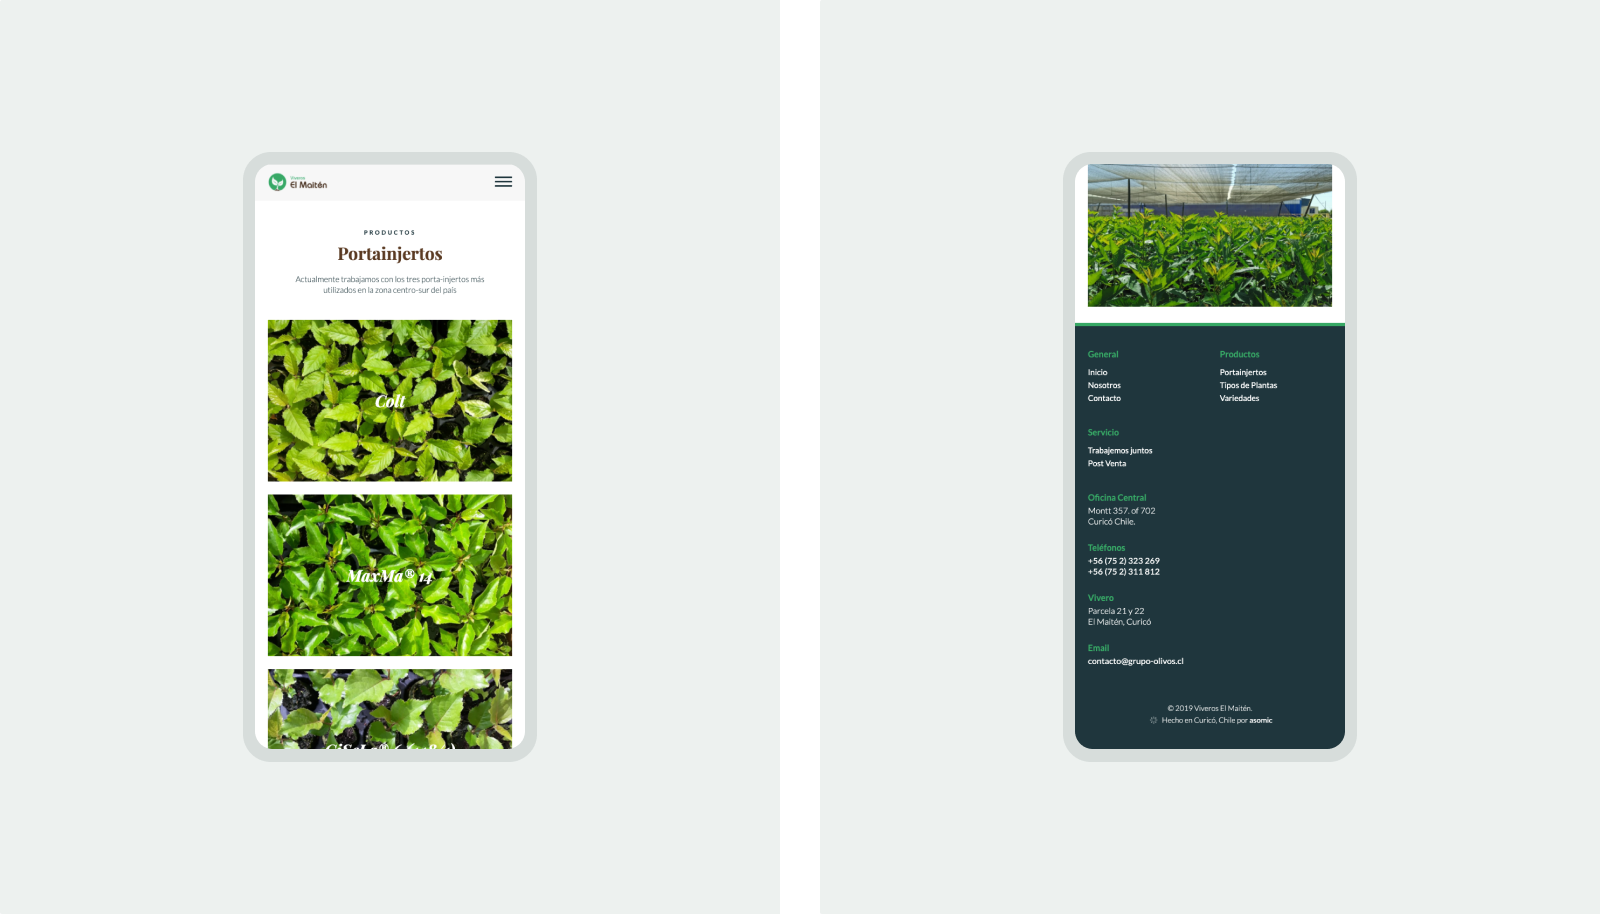 Viveros
El Maitén
PRODUCTOS
Portainjertos
Actualmente trabajamos con los tres porta-injertos más
utilizados en la zona centro-sur del país
Colt
MaxMa® 14
General
Inicio
Nosotros
Contacto
Productos
Portainjertos
Tipos de Plantas
Variedades
Servicio
Trabajemos juntos
Post Venta
Oficina Central
Montt 357. of 702
Curicó Chile.
Teléfonos
+56 (75 2) 323 269
+56 (75 2) 311 812
Vivero
Parcela 21 y 22
El Maitén, Curicó
Email
contacto@grupo-olivos.cl
© 2019 Viveros El Maitén.
Hecho en Curicó, Chile por asomic